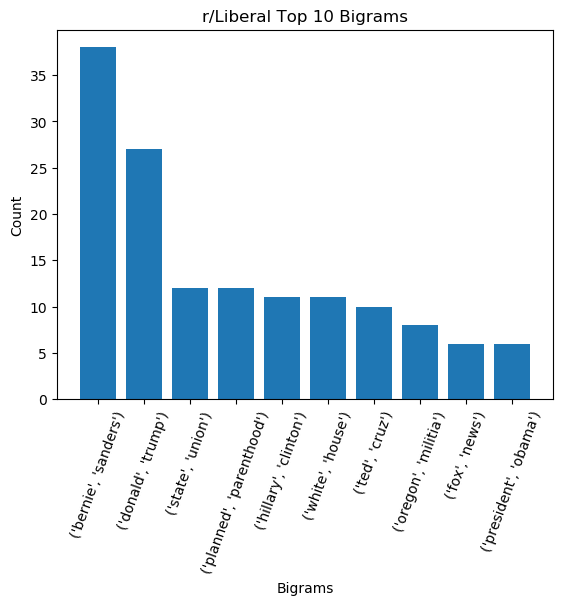 r/Liberal Top 10 Bigrams
Count
35
30
25
20
15
10
5
0
('bernie', 'sanders')
('donald', 'trump')
('state', 'union')
('planned', 'parenthood')
('hillary', 'clinton')
('white', 'house')
('ted', 'cruz')
('oregon', 'militia')
('fox', 'news')
('president', 'obama')
Bigrams